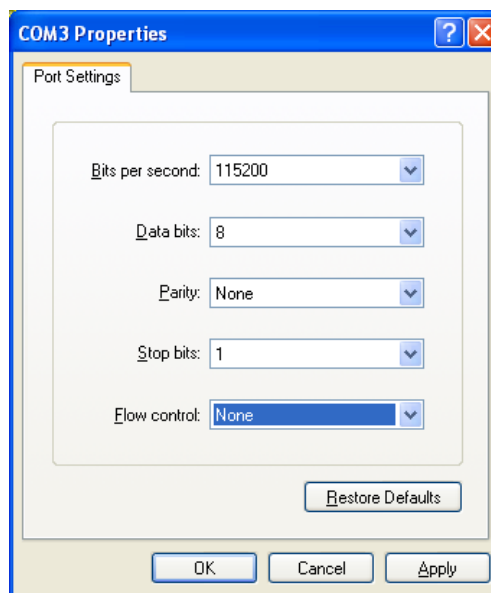 COM3 Properties
Port Settings
Bits per second: 115200
Data bits: 8
Parity: None
Stop bits: 1
Flow control: None
Restore Defaults
OK Cancel Apply